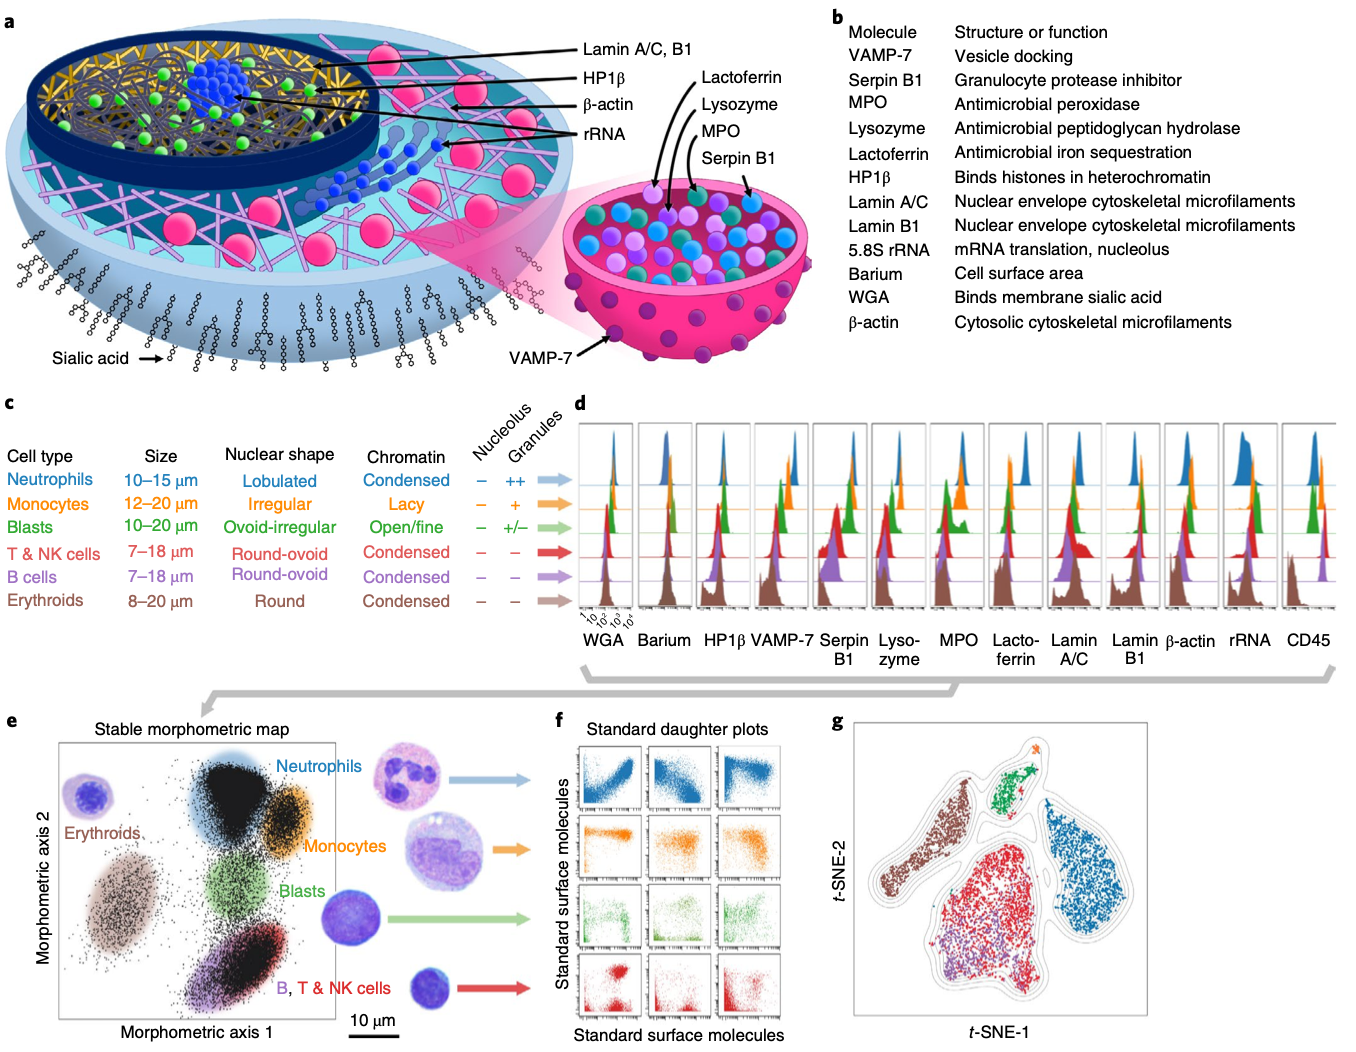 a
Lamin A/C, B1
HP1β
β-actin
rRNA
Lactoferrin
Lysozyme
MPO
Serpin B1
VAMP-7
Sialic acid
b
Molecule Structure or function
VAMP-7 Vesicle docking
Serpin B1 Granulocyte protease inhibitor
MPO Antimicrobial peroxidase
Lysozyme Antimicrobial peptidoglycan hydrolase
Lactoferrin Antimicrobial iron sequestration
HP1β Binds histones in heterochromatin
Lamin A/C Nuclear envelope cytoskeletal microfilaments
Lamin B1 Nuclear envelope cytoskeletal microfilaments
5.8S rRNA mRNA translation, nucleolus
Barium Cell surface area
WGA Binds membrane sialic acid
β-actin Cytosolic cytoskeletal microfilaments
c
Cell type Size Nuclear shape Chromatin Nucleolus Granules
Neutrophils 10–15 μm Lobulated Condensed – ++
Monocytes 12–20 μm Irregular Lacy – +
Blasts 10–20 μm Ovoid-irregular Open/fine – +/–
T & NK cells 7–18 μm Round-ovoid Condensed – –
B cells 7–18 μm Round-ovoid Condensed – –
Erythroids 8–20 μm Round Condensed – –
d
1 10 10² 10³ 10⁴
WGA Barium HP1β VAMP-7 Serpin B1 Lyso-zyme MPO Lacto-ferrin Lamin A/C Lamin B1 β-actin rRNA CD45
e
Stable morphometric map
Neutrophils
Erythroids
Monocytes
Blasts
B, T & NK cells
Morphometric axis 2
Morphometric axis 1
10 μm
f
Standard daughter plots
Standard surface molecules
Standard surface molecules
g
t-SNE-2
t-SNE-1